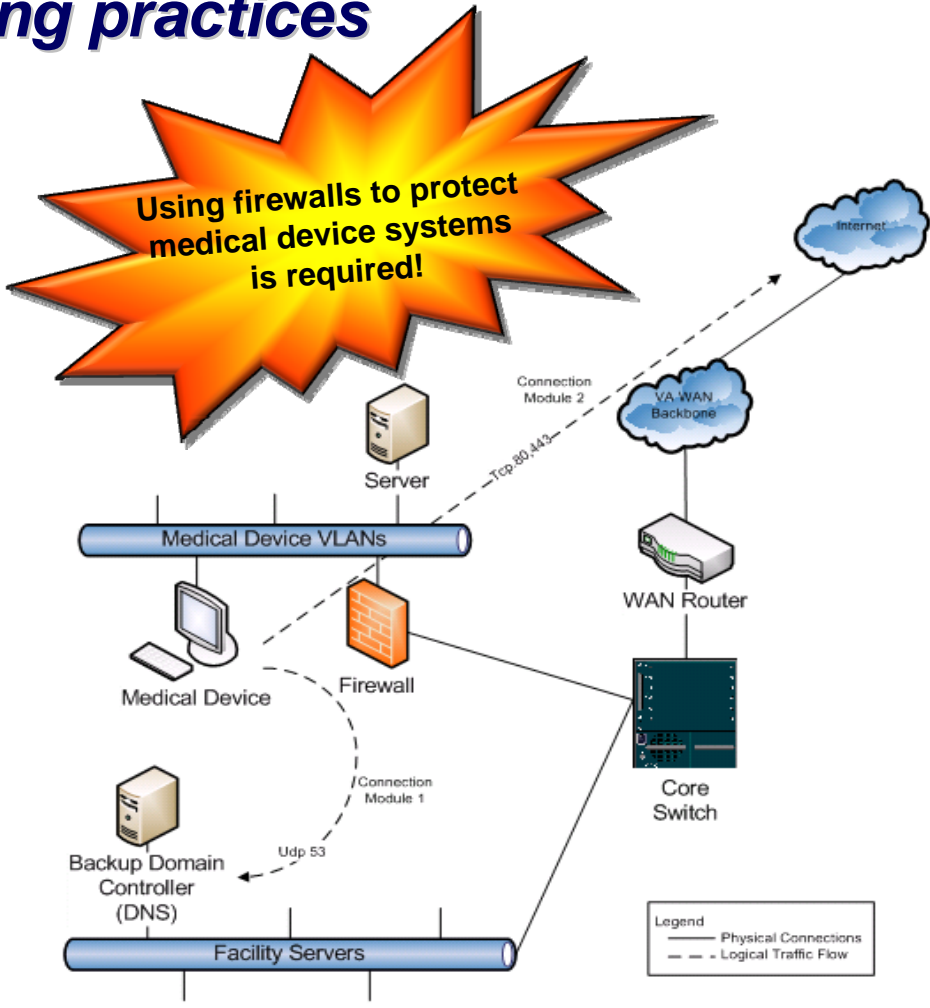 ng practices
Using firewalls to protect
medical device systems
is required!
Internet
Connection
Module 2
VA WAN
Backbone
Tcp 80,443
Server
Medical Device VLANs
WAN Router
Medical Device
Firewall
Core
Switch
Connection
Module 1
Udp 53
Backup Domain
Controller
(DNS)
Facility Servers
Legend
Physical Connections
Logical Traffic Flow